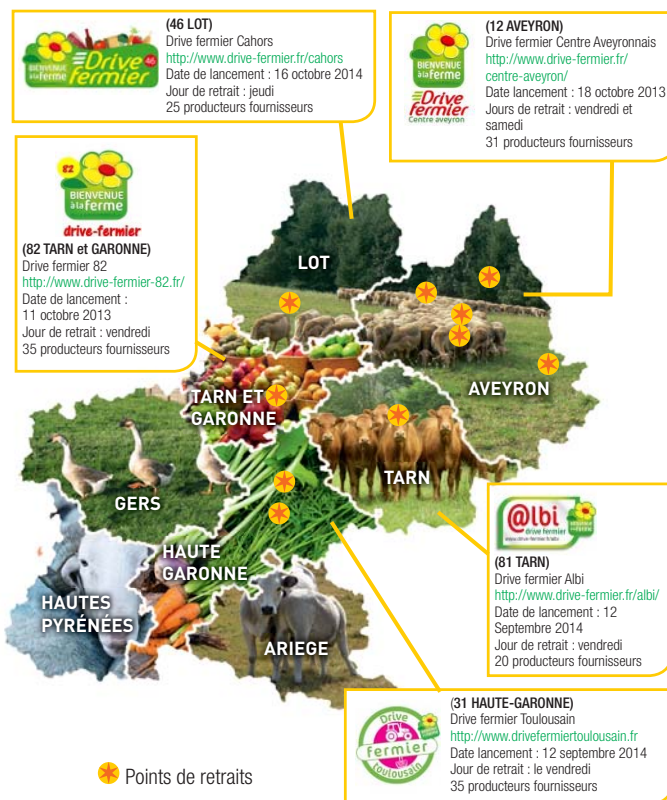 BIENVENUE
à la ferme
Drive
fermier
46
(46 LOT)
Drive fermier Cahors
http://www.drive-fermier.fr/cahors
Date de lancement : 16 octobre 2014
Jour de retrait : jeudi
25 producteurs fournisseurs
BIENVENUE
à la ferme
Drive
fermier
Centre aveyron
(12 AVEYRON)
Drive fermier Centre Aveyronnais
http://www.drive-fermier.fr/
centre-aveyron/
Date lancement : 18 octobre 2013
Jours de retrait : vendredi et
samedi
31 producteurs fournisseurs
82
BIENVENUE
à la ferme
drive-fermier
(82 TARN et GARONNE)
Drive fermier 82
http://www.drive-fermier-82.fr/
Date de lancement :
11 octobre 2013
Jour de retrait : vendredi
35 producteurs fournisseurs
LOT
AVEYRON
TARN ET
GARONNE
TARN
GERS
HAUTE
GARONNE
HAUTES
PYRÉNÉES
ARIEGE
@lbi
drive fermier
(81 TARN)
Drive fermier Albi
http://www.drive-fermier.fr/albi/
Date de lancement : 12
Septembre 2014
Jour de retrait : vendredi
20 producteurs fournisseurs
Drive
fermier
toulousain
(31 HAUTE-GARONNE)
Drive fermier Toulousain
http://www.drivefermiertoulousain.fr
Date lancement : 12 septembre 2014
Jour de retrait : le vendredi
35 producteurs fournisseurs
Points de retraits